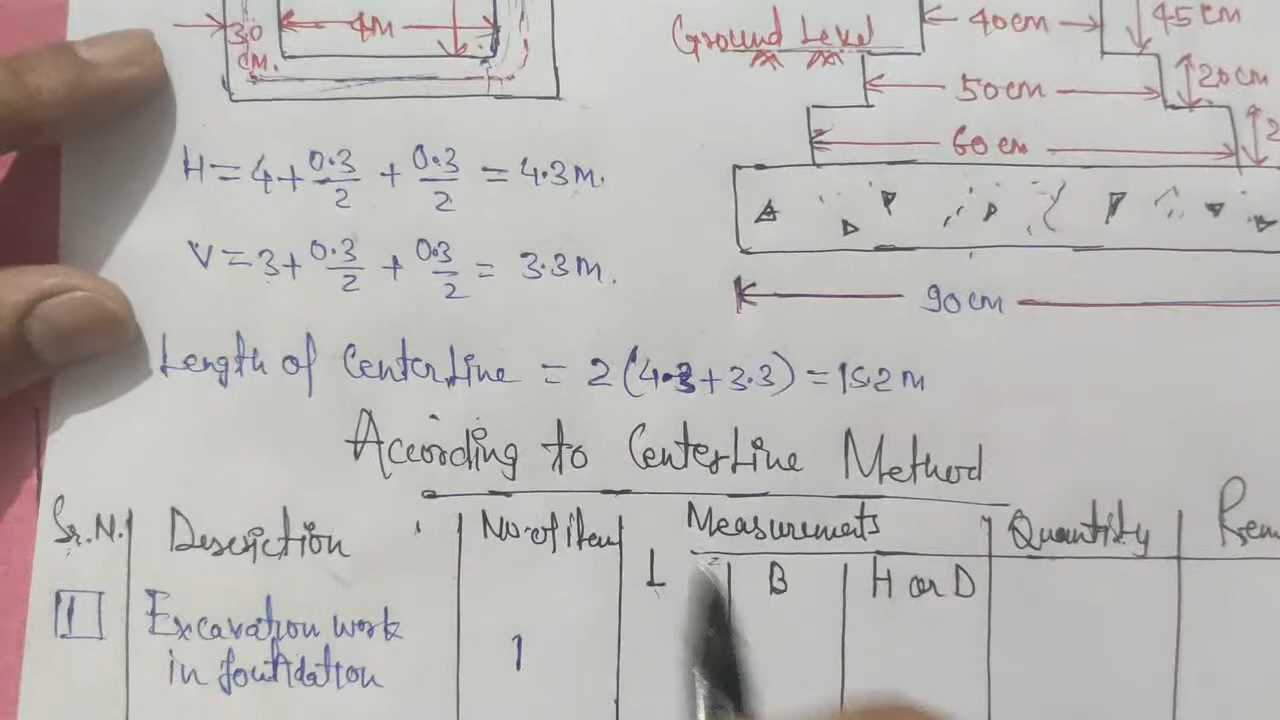 30 cm.
4M
Ground Level
40cm
45cm
50cm
20cm
60cm
2
90cm
H=4+0.3/2 + 0.3/2 = 4.3m.
V=3+0.3/2 + 0.3/2 = 3.3m.
Length of Centerline = 2(4.3+3.3)=15.2m
According to Centerline Method
Sr.N. Description No. of item Measurements Quantity Rem
L B H or D
1 Excavation work 1
in foundation